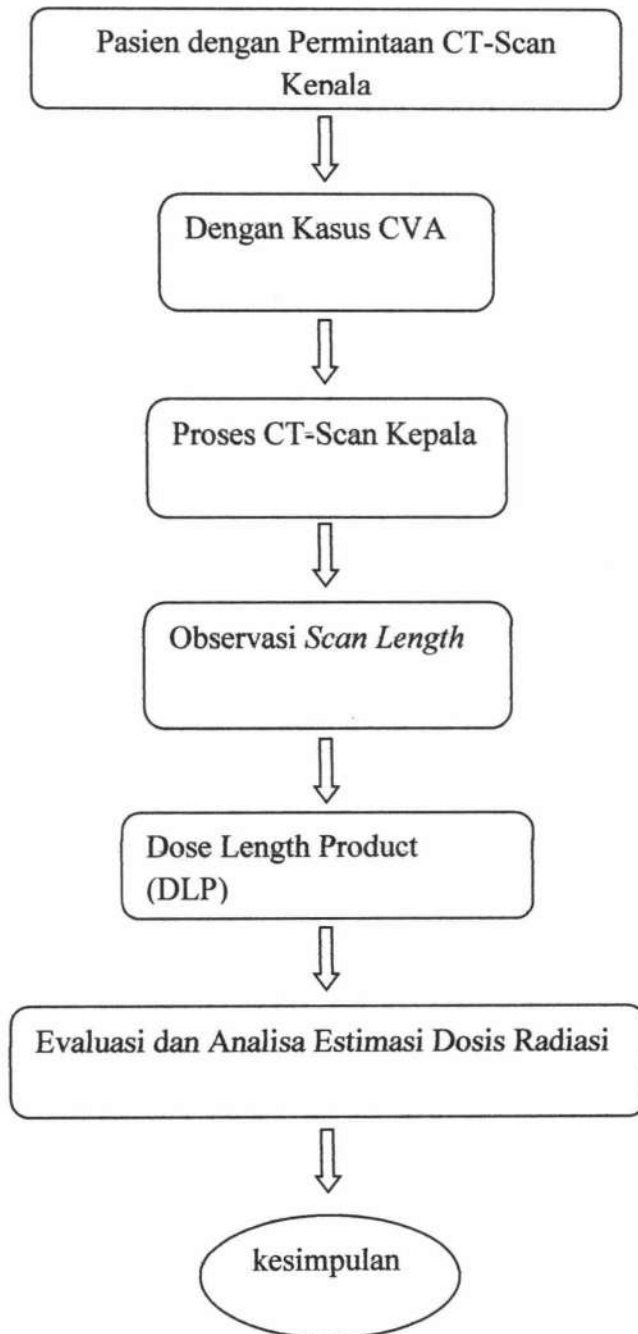 Pasien dengan Permintaan CT-Scan
Kepala
Dengan Kasus CVA
Proses CT-Scan Kepala
Observasi Scan Length
Dose Length Product
(DLP)
Evaluasi dan Analisa Estimasi Dosis Radiasi
kesimpulan